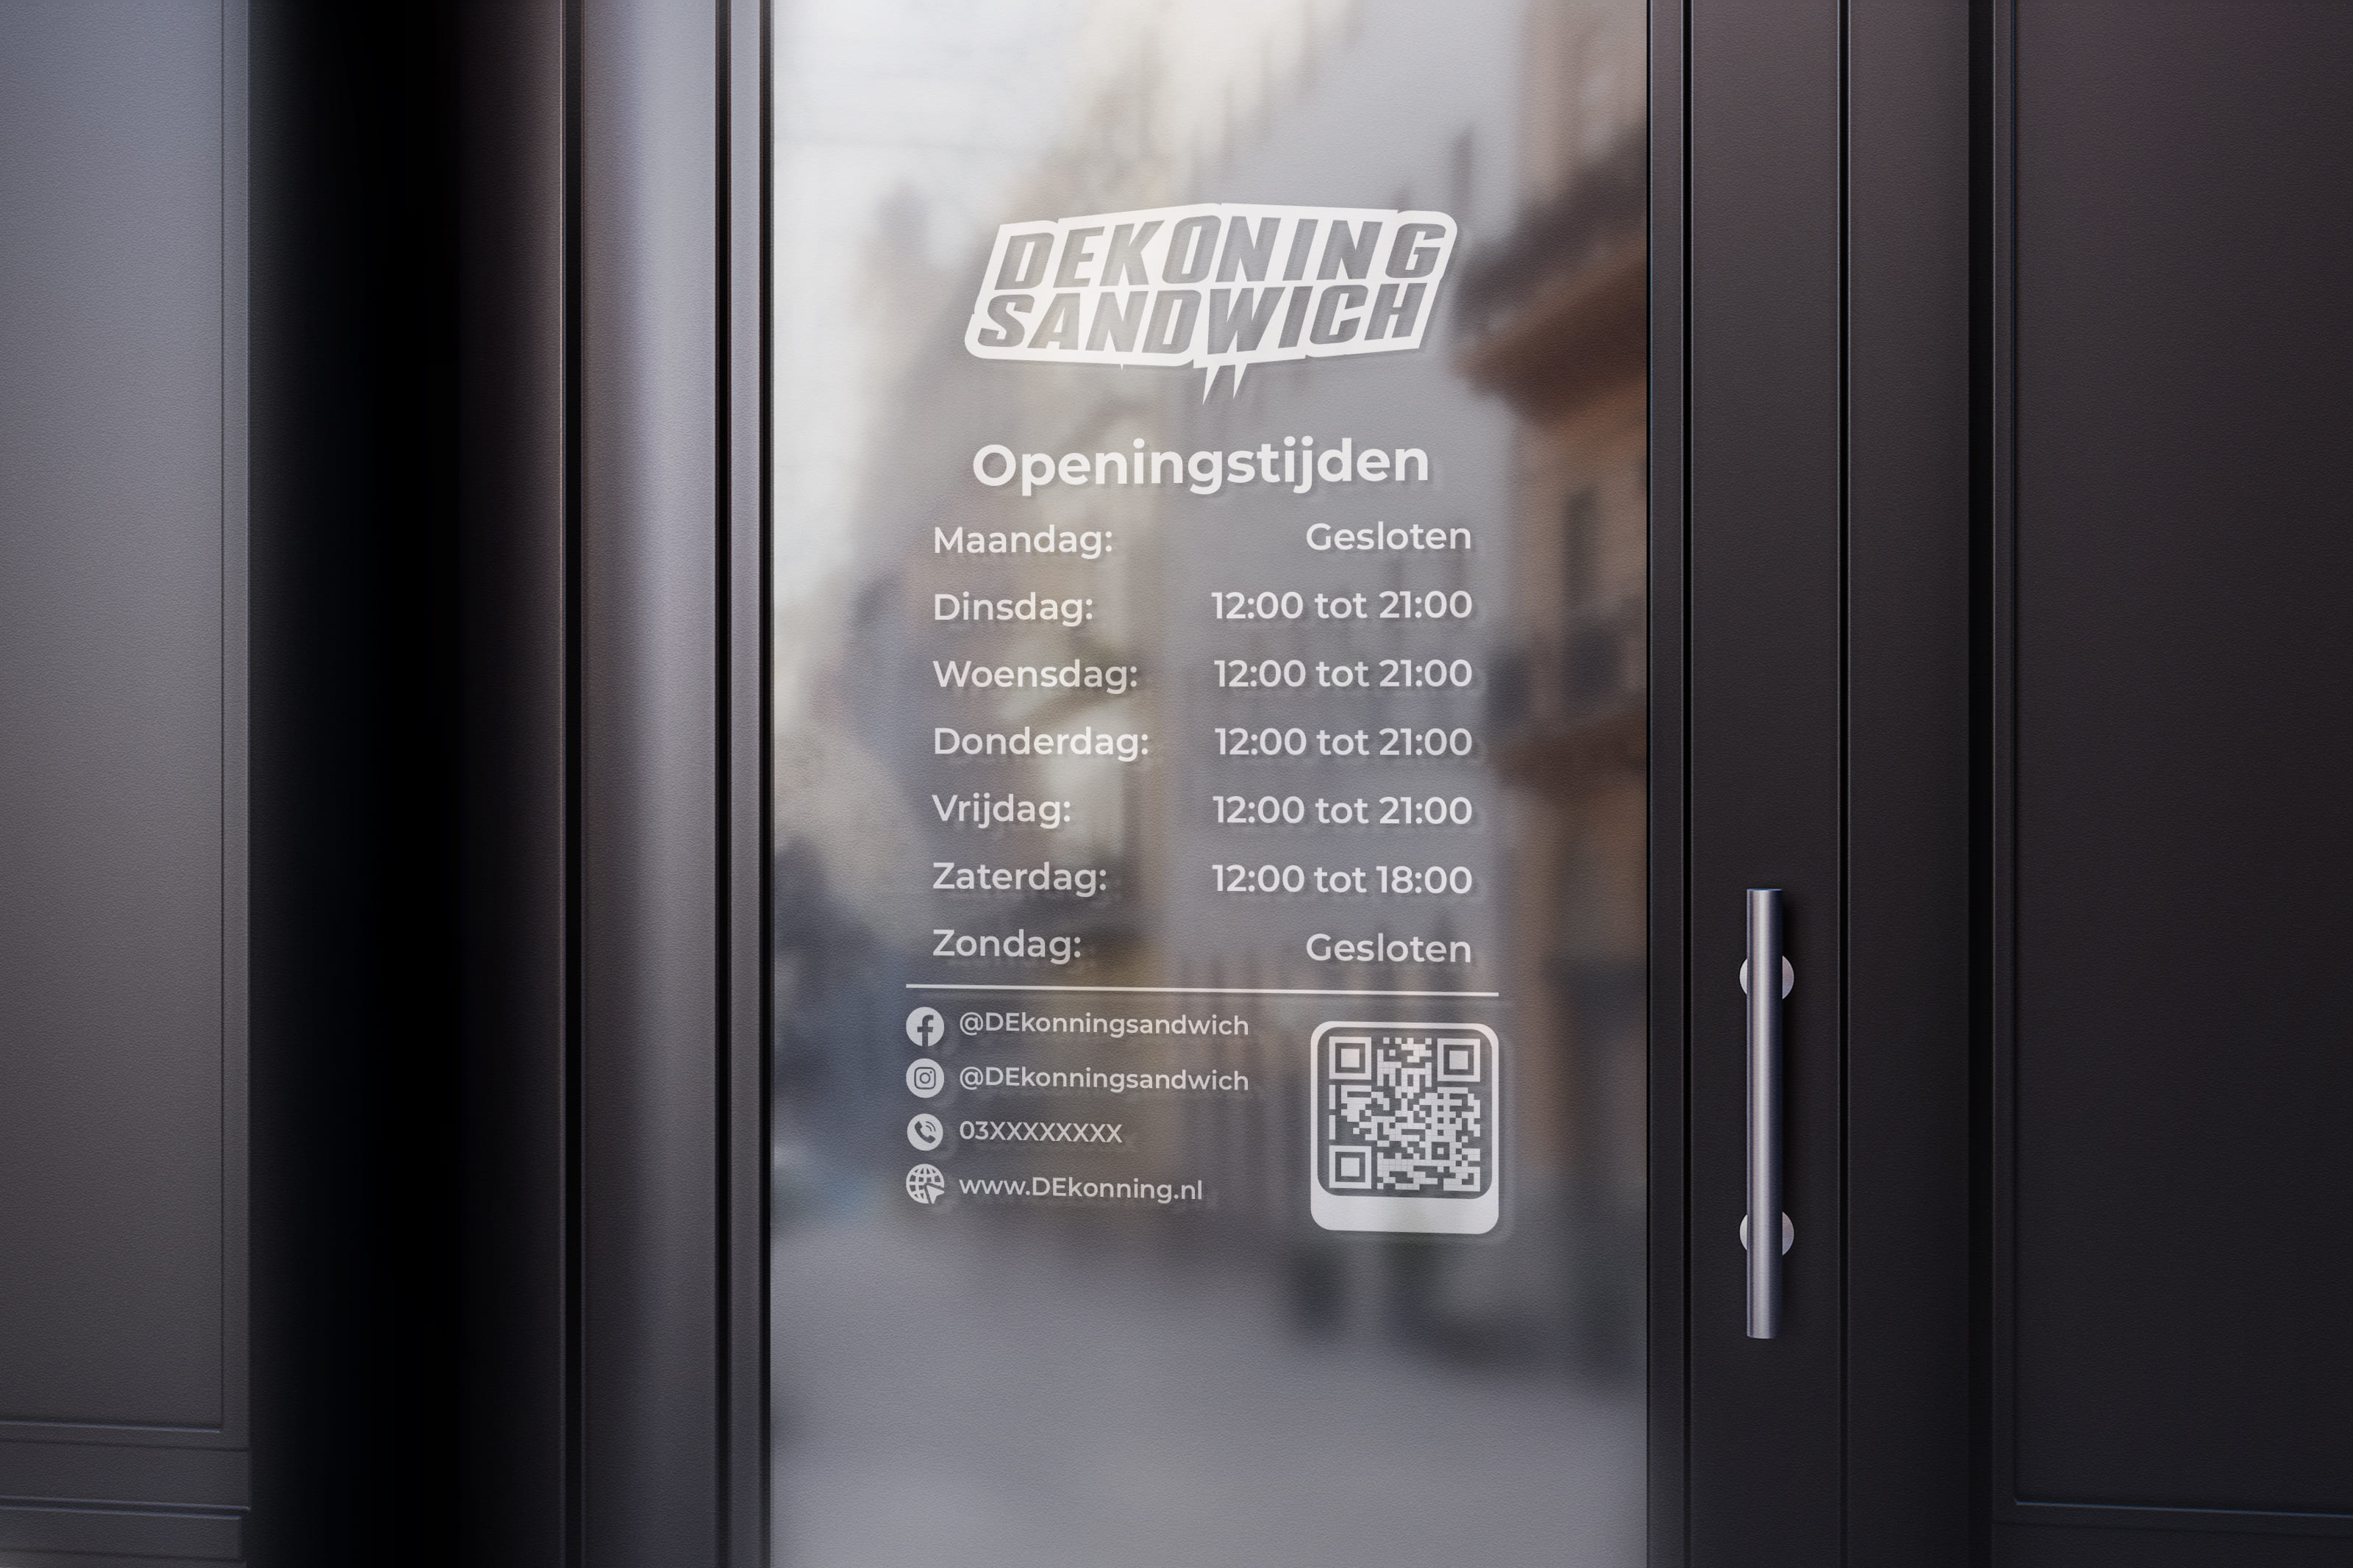 DEKONING
SANDWICH
Openingstijden
Maandag: Gesloten
Dinsdag: 12:00 tot 21:00
Woensdag: 12:00 tot 21:00
Donderdag: 12:00 tot 21:00
Vrijdag: 12:00 tot 21:00
Zaterdag: 12:00 tot 18:00
Zondag: Gesloten
@DEkonningsandwich
@DEkonningsandwich
03XXXXXXXX
www.DEkonning.nl